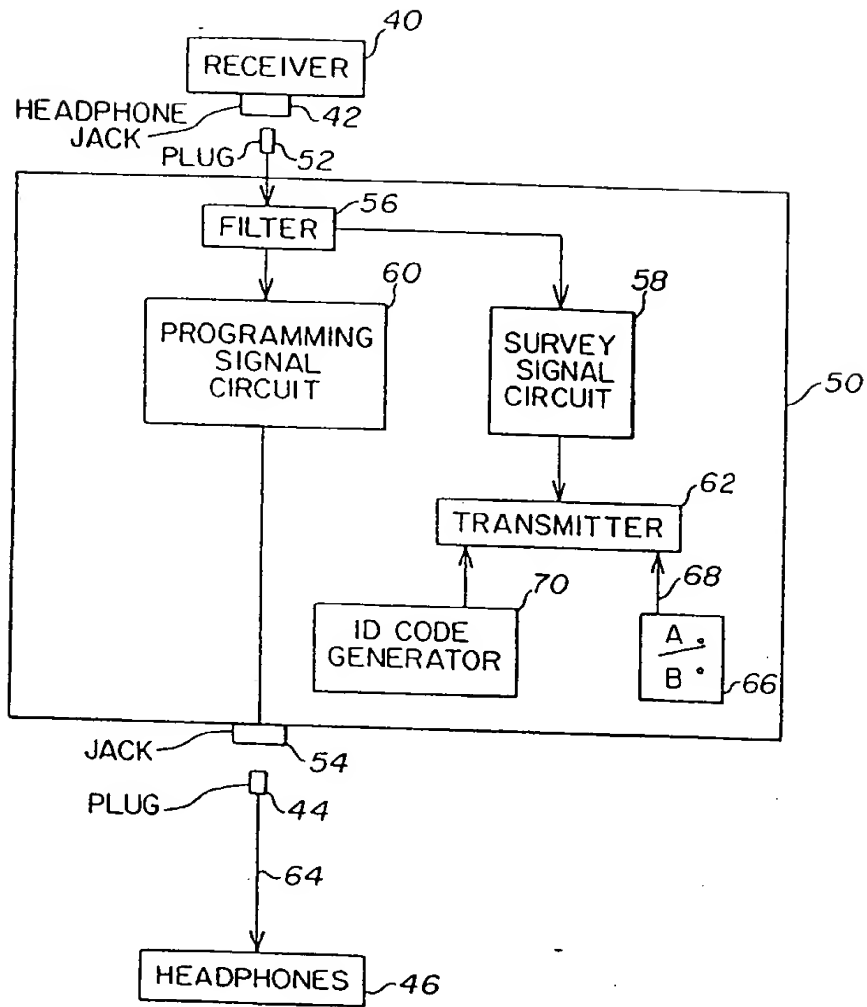 40
RECEIVER
HEADPHONE
JACK
42
PLUG
52
FILTER
56
PROGRAMMING
SIGNAL
CIRCUIT
60
SURVEY
SIGNAL
CIRCUIT
58
50
TRANSMITTER
62
68
ID CODE
GENERATOR
70
A
B
66
JACK
54
PLUG
44
64
HEADPHONES
46